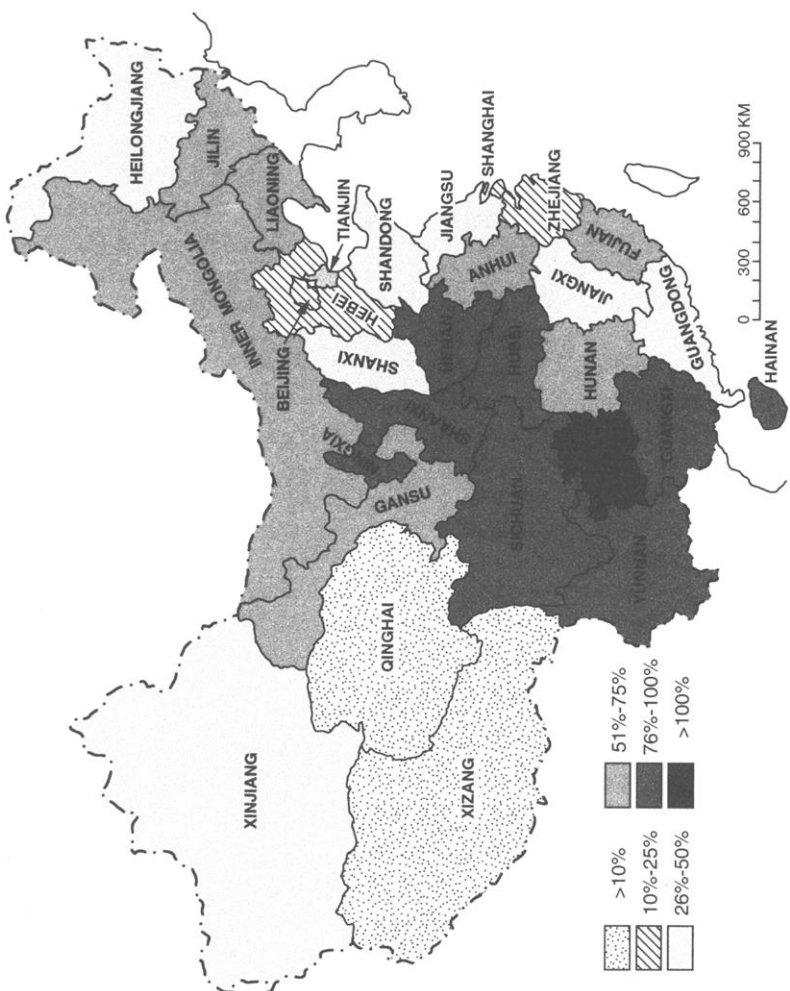 HEILONGJIANG
JILIN
LIAONING
INNER MONGOLIA
BEIJING
TIANJIN
HEBEI
SHANDONG
SHANXI
SHAANXI
NINGXIA
GANSU
QINGHAI
XINJIANG
XIZANG
SICHUAN
HENAN
HUBEI
ANHUI
JIANGSU
SHANGHAI
ZHEJIANG
FUJIAN
JIANGXI
HUNAN
GUANGDONG
GUANGXI
YUNNAN
HAINAN
0 300 600 900 KM
>10%
10%-25%
26%-50%
51%-75%
76%-100%
>100%